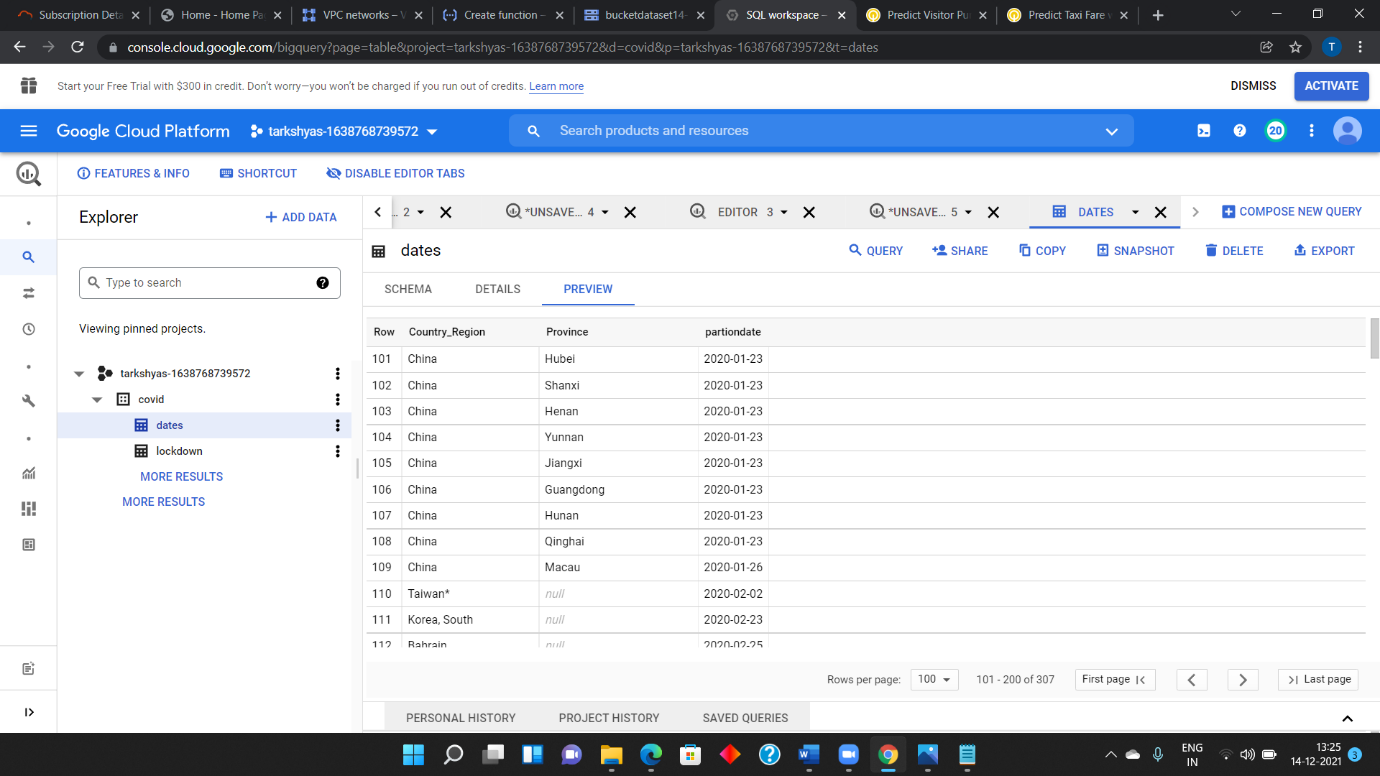 Subscription Deta
Home - Home Pa
VPC networks – V
Create function –
bucketdataset14-
SQL workspace –
Predict Visitor Pu
Predict Taxi Fare v
console.cloud.google.com/bigquery?page=table&project=tarkshyas-1638768739572&d=covid&p=tarkshyas-1638768739572&t=dates
T
Start your Free Trial with $300 in credit. Don't worry—you won't be charged if you run out of credits. Learn more
DISMISS
ACTIVATE
Google Cloud Platform
tarkshyas-1638768739572
Search products and resources
20
FEATURES & INFO
SHORTCUT
DISABLE EDITOR TABS
Explorer
+ ADD DATA
... 2
*UNSAVE... 4
EDITOR 3
*UNSAVE... 5
DATES
COMPOSE NEW QUERY
dates
QUERY
SHARE
COPY
SNAPSHOT
DELETE
EXPORT
Type to search
SCHEMA
DETAILS
PREVIEW
Viewing pinned projects.
tarkshyas-1638768739572
covid
dates
lockdown
MORE RESULTS
MORE RESULTS
Row Country_Region Province partiondate
101 China Hubei 2020-01-23
102 China Shanxi 2020-01-23
103 China Henan 2020-01-23
104 China Yunnan 2020-01-23
105 China Jiangxi 2020-01-23
106 China Guangdong 2020-01-23
107 China Hunan 2020-01-23
108 China Qinghai 2020-01-23
109 China Macau 2020-01-26
110 Taiwan* null 2020-02-02
111 Korea, South null 2020-02-23
112 Bahrain null 2020-02-25
Rows per page: 100 101 - 200 of 307 First page Last page
PERSONAL HISTORY
PROJECT HISTORY
SAVED QUERIES
ENG
IN
13:25
14-12-2021
3